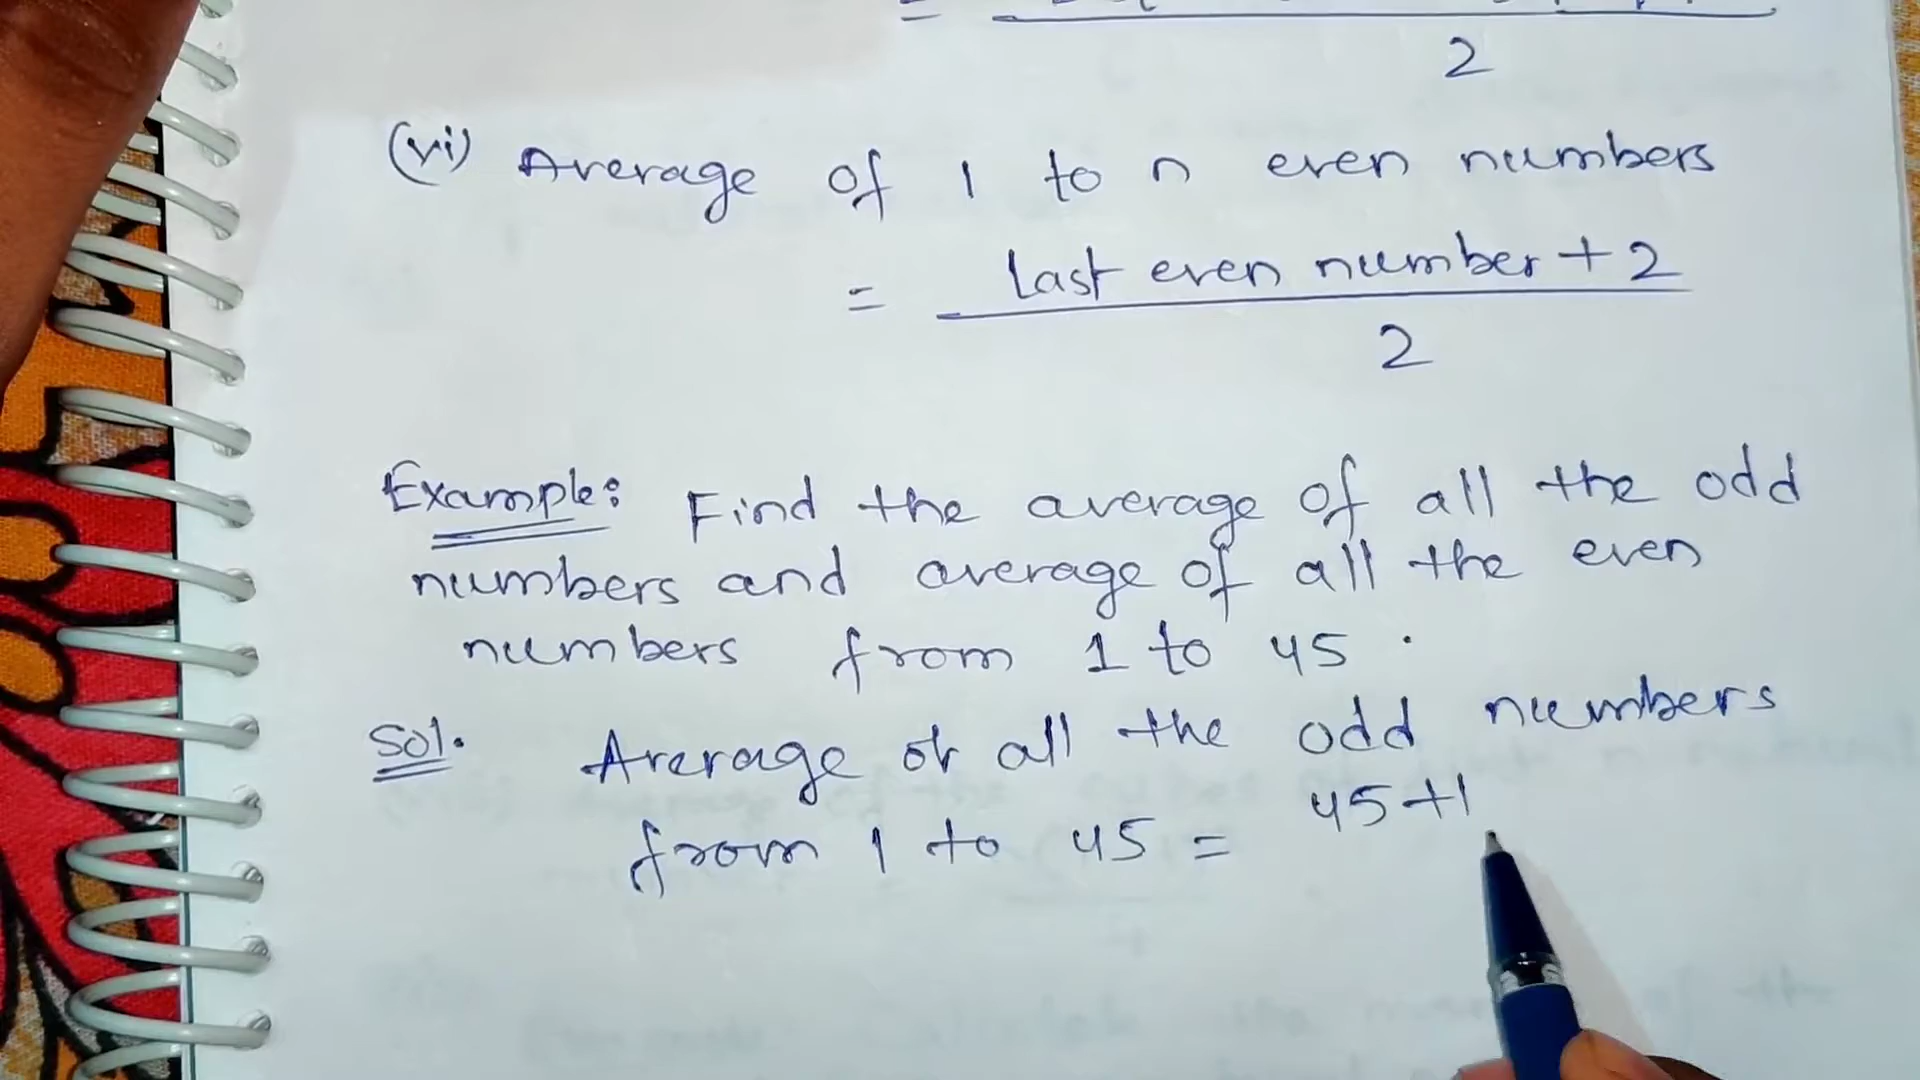 =
2
(vi) Average of 1 to n even numbers
= last even number + 2
2
Example: Find the average of all the odd
numbers and average of all the even
numbers from 1 to 45.
Sol. Average of all the odd numbers
from 1 to 45 = 45+1